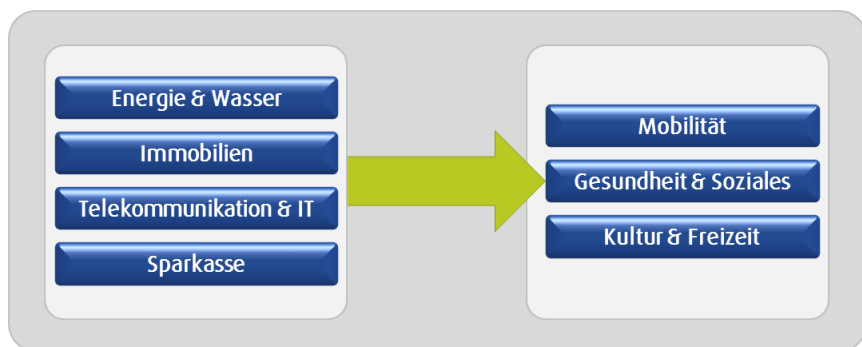 Energie & Wasser
Immobilien
Telekommunikation & IT
Sparkasse
Mobilität
Gesundheit & Soziales
Kultur & Freizeit